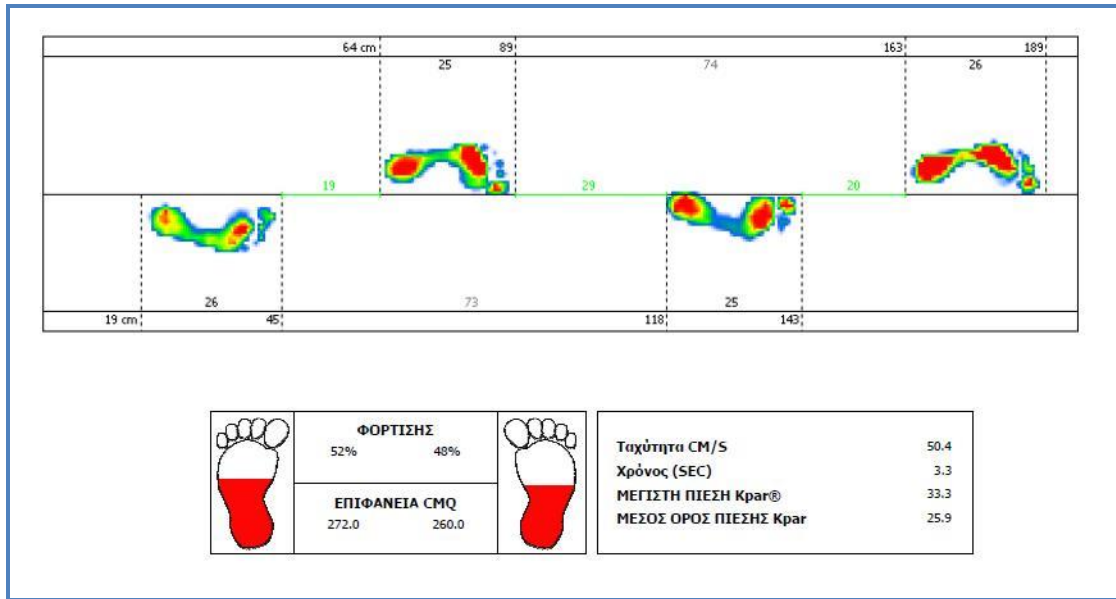 64 cm 89 163 189
25 74 26
19 29 20
26 73 25
19 cm 45 118 143
ΦΟΡΤΙΣΗΣ
52% 48%
ΕΠΙΦΑΝΕΙΑ CMQ
272.0 260.0
Ταχύτητα CM/S 50.4
Χρόνος (SEC) 3.3
ΜΕΓΙΣΤΗ ΠΙΕΣΗ Kpar® 33.3
ΜΕΣΟΣ ΟΡΟΣ ΠΙΕΣΗΣ Kpar 25.9